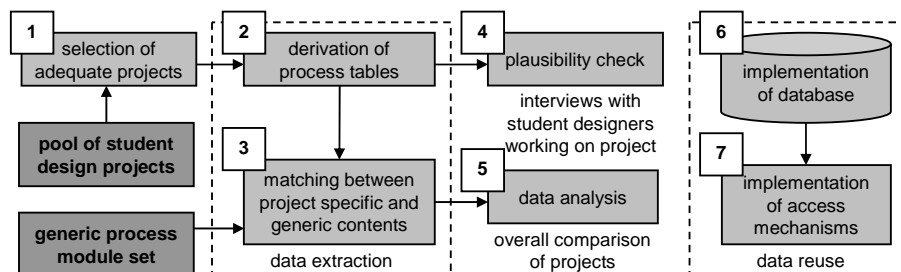 1
selection of
adequate projects
pool of student
design projects
generic process
module set
2
derivation of
process tables
3
matching between
project specific and
generic contents
data extraction
4
plausibility check
interviews with
student designers
working on project
5
data analysis
overall comparison
of projects
6
implementation
of database
7
implementation
of access
mechanisms
data reuse